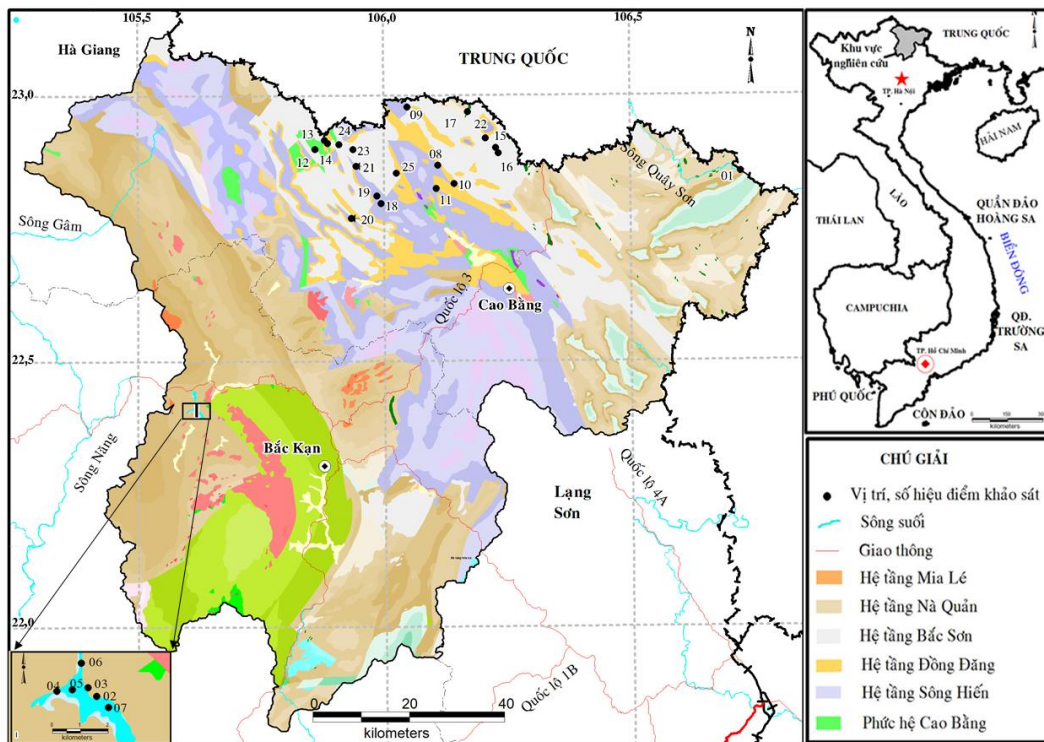 105,5
106,0
106,5
Hà Giang
TRUNG QUỐC
N
23,0
22,5
22,0
13
24
12
14
23
21
19
18
20
25
09
17
22
15
16
08
10
11
01
Sông Quây Sơn
Sông Gâm
Quốc lộ 3
Cao Bằng
Sông Năng
Bắc Kạn
Lạng
Sơn
Quốc lộ 4A
Quốc lộ 1B
0 20 40
kilometers
06
04
05
03
02
07
0 1 2
kilometers
TRUNG QUỐC
N
Khu vực
nghiên cứu
TP. Hà Nội
HẢI NAM
LÀO
THÁI LAN
QUẦN ĐẢO
HOÀNG SA
BIỂN ĐÔNG
CAMPUCHIA
QĐ.
TRƯỜNG
SA
TP. Hồ Chí Minh
PHÚ QUỐC
CÔN ĐẢO
kilometers
CHÚ GIẢI
Vị trí, số hiệu điểm khảo sát
Sông suối
Giao thông
Hệ tầng Mia Lé
Hệ tầng Nà Quản
Hệ tầng Bắc Sơn
Hệ tầng Đồng Đăng
Hệ tầng Sông Hiến
Phức hệ Cao Bằng